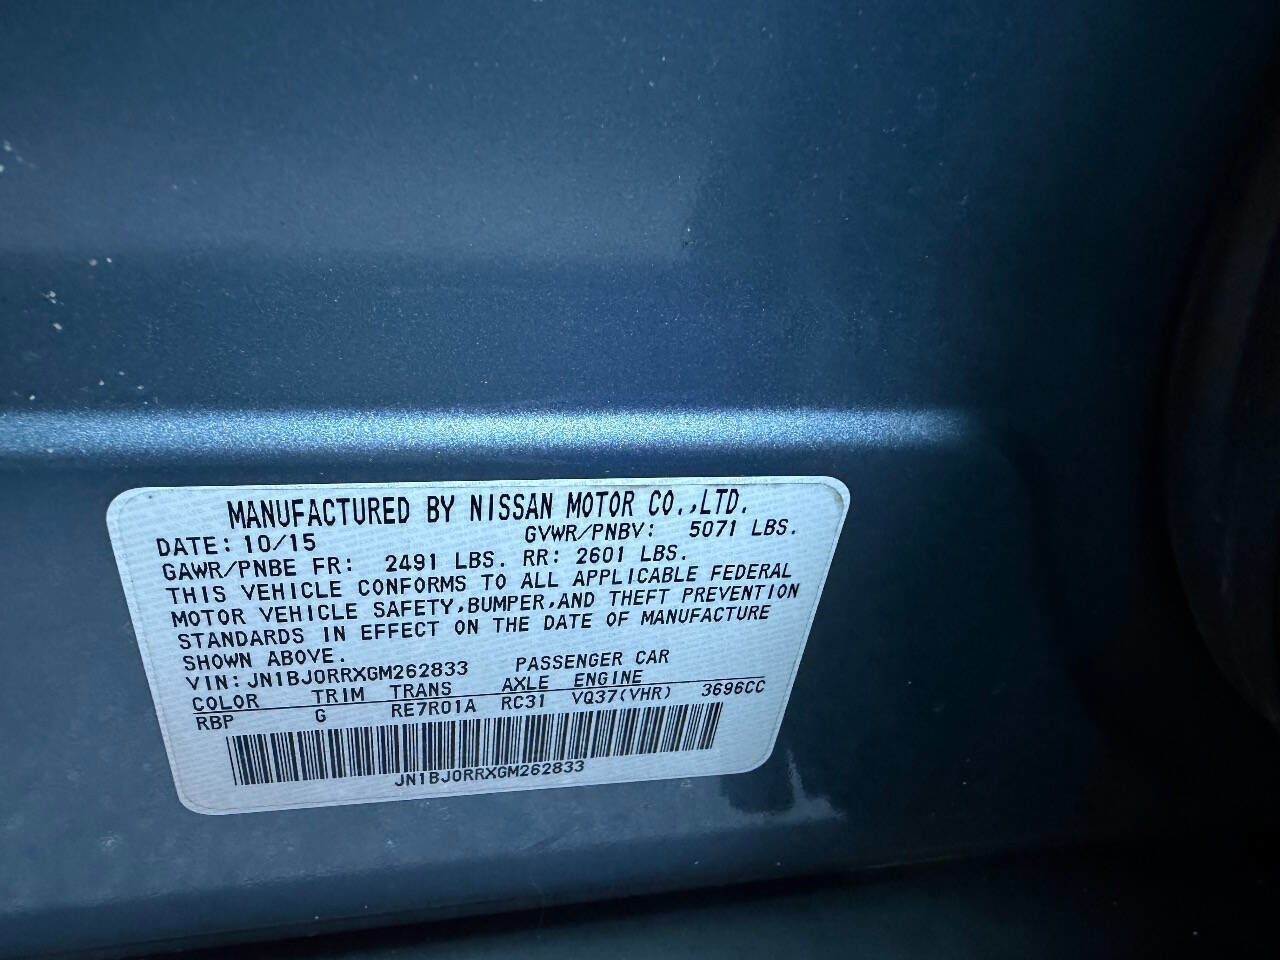 MANUFACTURED BY NISSAN MOTOR CO.,LTD.
DATE: 10/15 GVWR/PNBV: 5071 LBS.
GAWR/PNBE FR: 2491 LBS. RR: 2601 LBS.
THIS VEHICLE CONFORMS TO ALL APPLICABLE FEDERAL
MOTOR VEHICLE SAFETY,BUMPER,AND THEFT PREVENTION
STANDARDS IN EFFECT ON THE DATE OF MANUFACTURE
SHOWN ABOVE.
VIN: JN1BJ0RRXGM262833 PASSENGER CAR
COLOR TRIM TRANS AXLE ENGINE
RBP G RE7R01A RC31 VQ37(VHR) 3696CC
JN1BJ0RRXGM262833